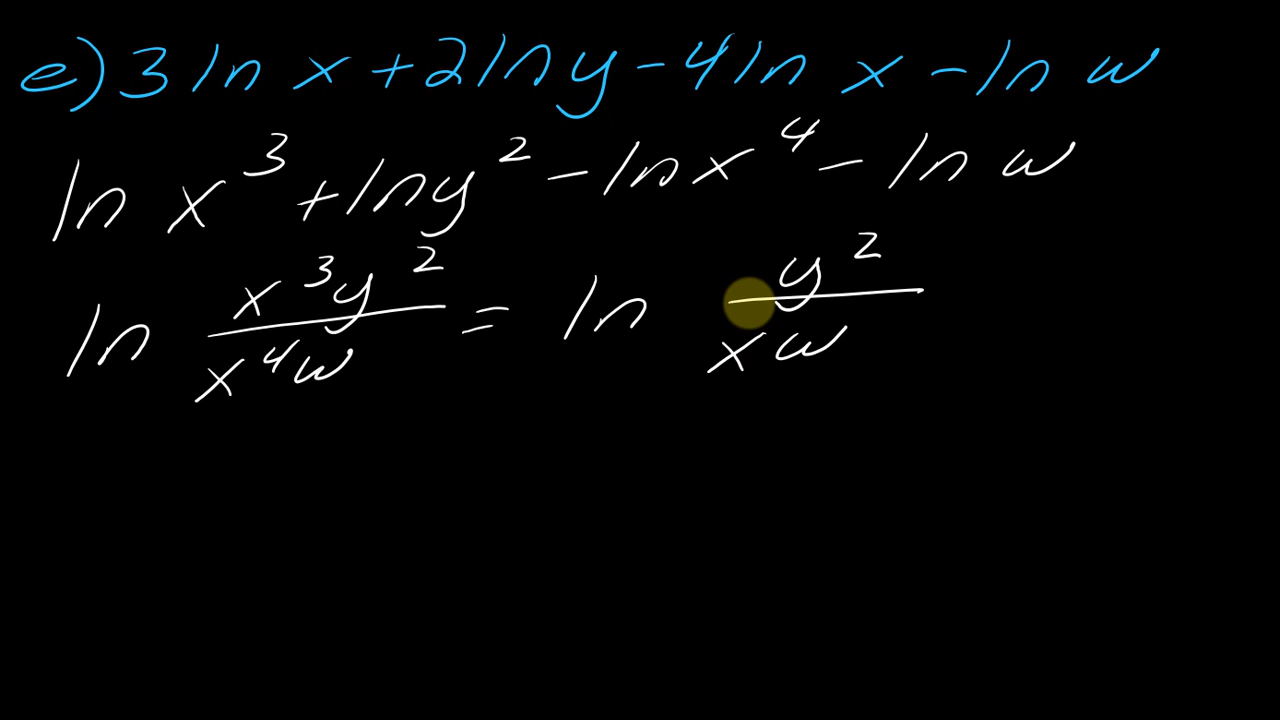 e) 3 ln x + 2 ln y - 4 ln x - ln w
ln x³ + ln y² - ln x⁴ - ln w
ln x³y²/x⁴w = ln y²/xw